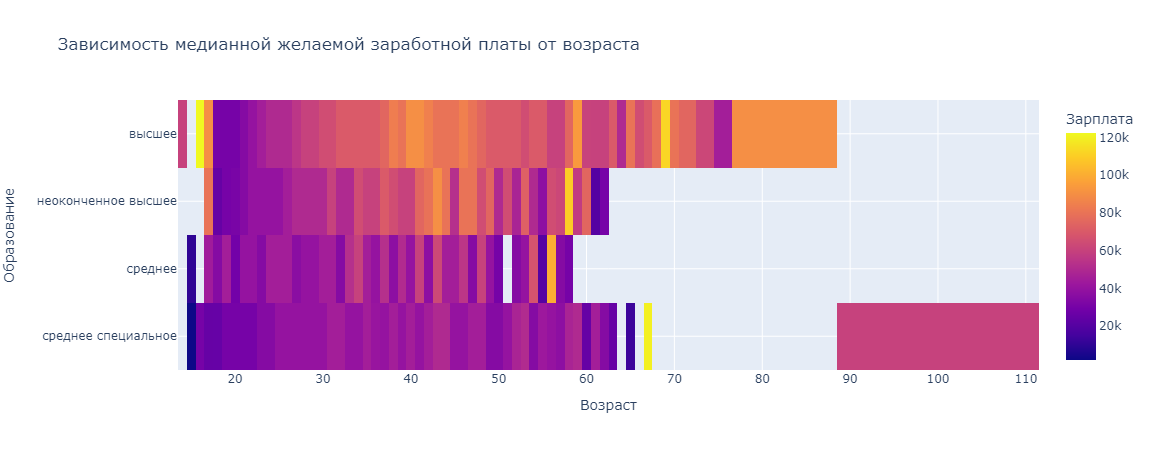 Зависимость медианной желаемой заработной платы от возраста
Зарплата
120k
100k
80k
60k
40k
20k
Образование
высшее
неоконченное высшее
среднее
среднее специальное
20 30 40 50 60 70 80 90 100 110
Возраст